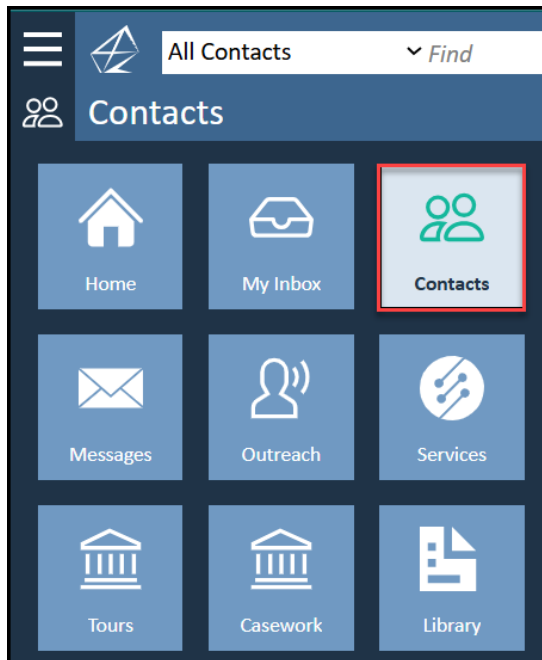 All Contacts Find
Contacts
Home My Inbox Contacts
Messages Outreach Services
Tours Casework Library